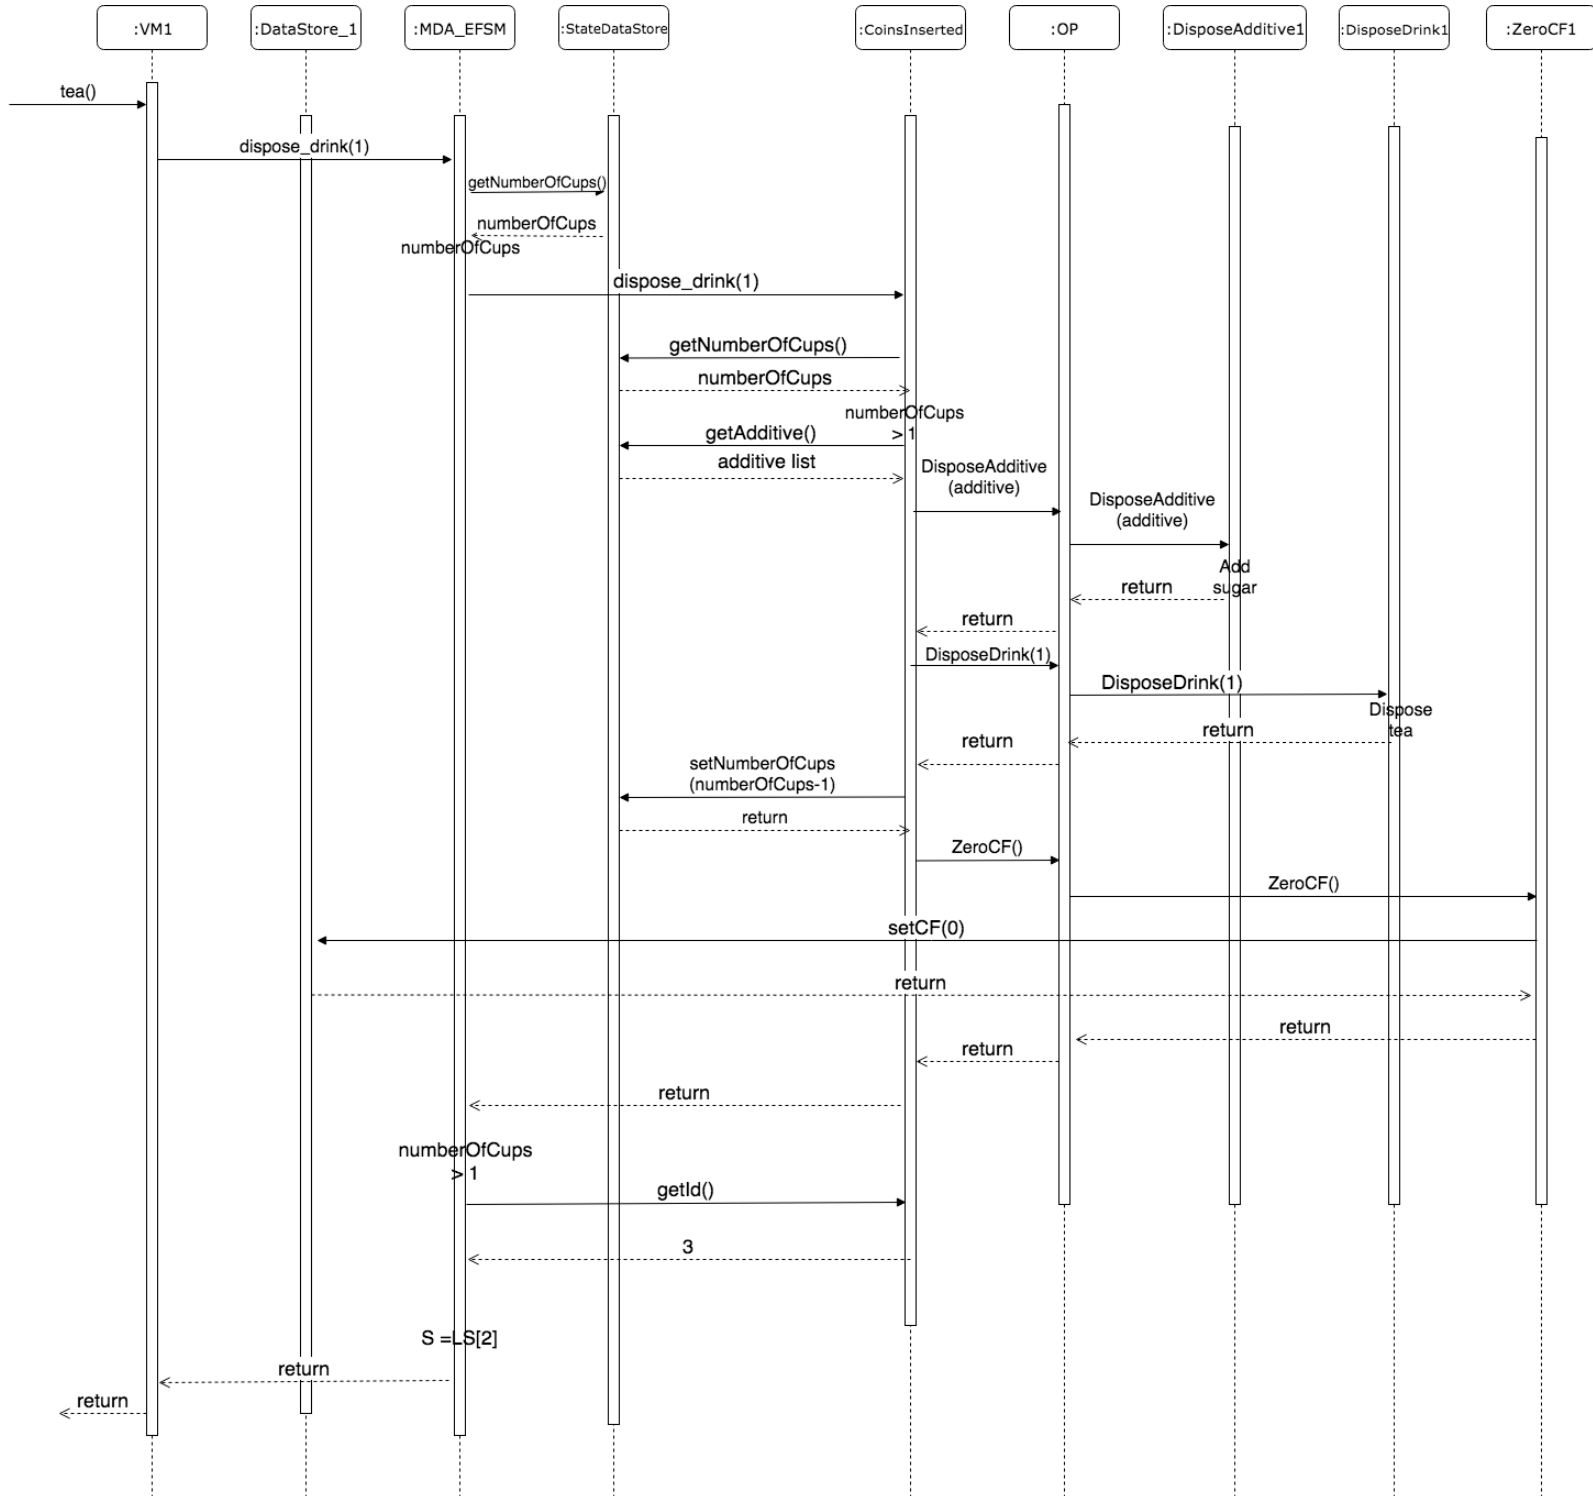 :VM1
:DataStore_1
:MDA_EFSM
:StateDataStore
:CoinsInserted
:OP
:DisposeAdditive1
:DisposeDrink1
:ZeroCF1
tea()
dispose_drink(1)
getNumberOfCups()
numberOfCups
numberOfCups
dispose_drink(1)
getNumberOfCups()
numberOfCups
numberOfCups
> 1
getAdditive()
additive list
DisposeAdditive
(additive)
DisposeAdditive
(additive)
Add
sugar
return
return
DisposeDrink(1)
DisposeDrink(1)
Dispose
tea
return
return
setNumberOfCups
(numberOfCups-1)
return
ZeroCF()
ZeroCF()
setCF(0)
return
return
return
return
numberOfCups
> 1
getId()
3
S =LS[2]
return
return